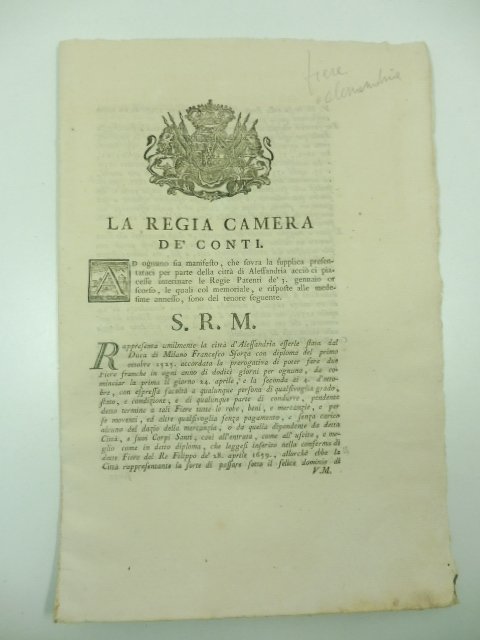 fiere
alessandria
LA REGIA CAMERA
DE' CONTI.
AD ognuno sia manifesto, che sovra la supplica presen-
tataci per parte della città di Alessandria acciò ci pia-
cesse interinare le Regie Patenti de' 3. gennaio or
scorso, le quali col memoriale, e risposte alle mede-
sime annesso, sono del tenore seguente.
S. R. M.
Rappresenta umilmente la città d'Alessandria esserle stata dal
Duca di Milano Francesco Sforza con diploma del primo
ottobre 1525. accordata la prerogativa di poter fare due
Fiere franche in ogni anno di dodici giorni per ognuna, da co-
minciar la prima il giorno 24. aprile, e la seconda al 4. d'otto-
bre, con espressa facoltà a qualunque persona di qualsivoglia grado,
stato, e condizione, e di qualunque parte di condurre, pendente
detto termine a tali Fiere tutte le robe, beni, e mercanzie, e per
se moventi, ed altre qualsivoglia senza pagamento, e senza carico
alcuno del dazio della mercanzia, o da quella dipendente da detta
Città, e suoi Corpi Santi, così all'entrata, come all'uscita, e me-
glio come in detto diploma, che leggesi inserito nella conferma di
dette Fiere del Re Filippo de' 28. aprile 1659., allorchè ebbe la
Città rappresentante la sorte di passare sotto il felice dominio di
V.M.